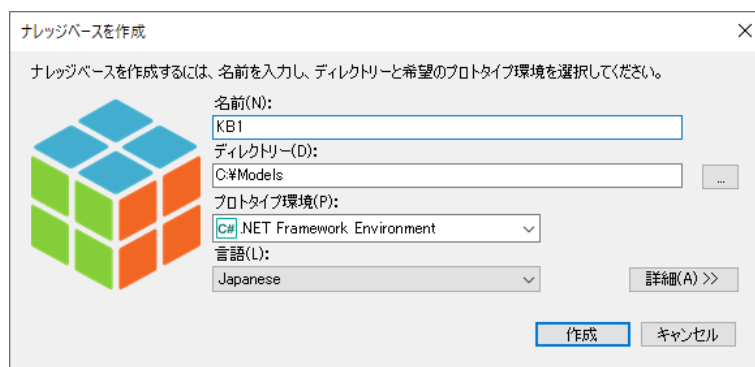 ナレッジベースを作成
ナレッジベースを作成するには、名前を入力し、ディレクトリーと希望のプロトタイプ環境を選択してください。
名前(N):
KB1
ディレクトリー(D):
C:¥Models
...
プロトタイプ環境(P):
C# .NET Framework Environment
言語(L):
Japanese
詳細(A) >>
作成
キャンセル